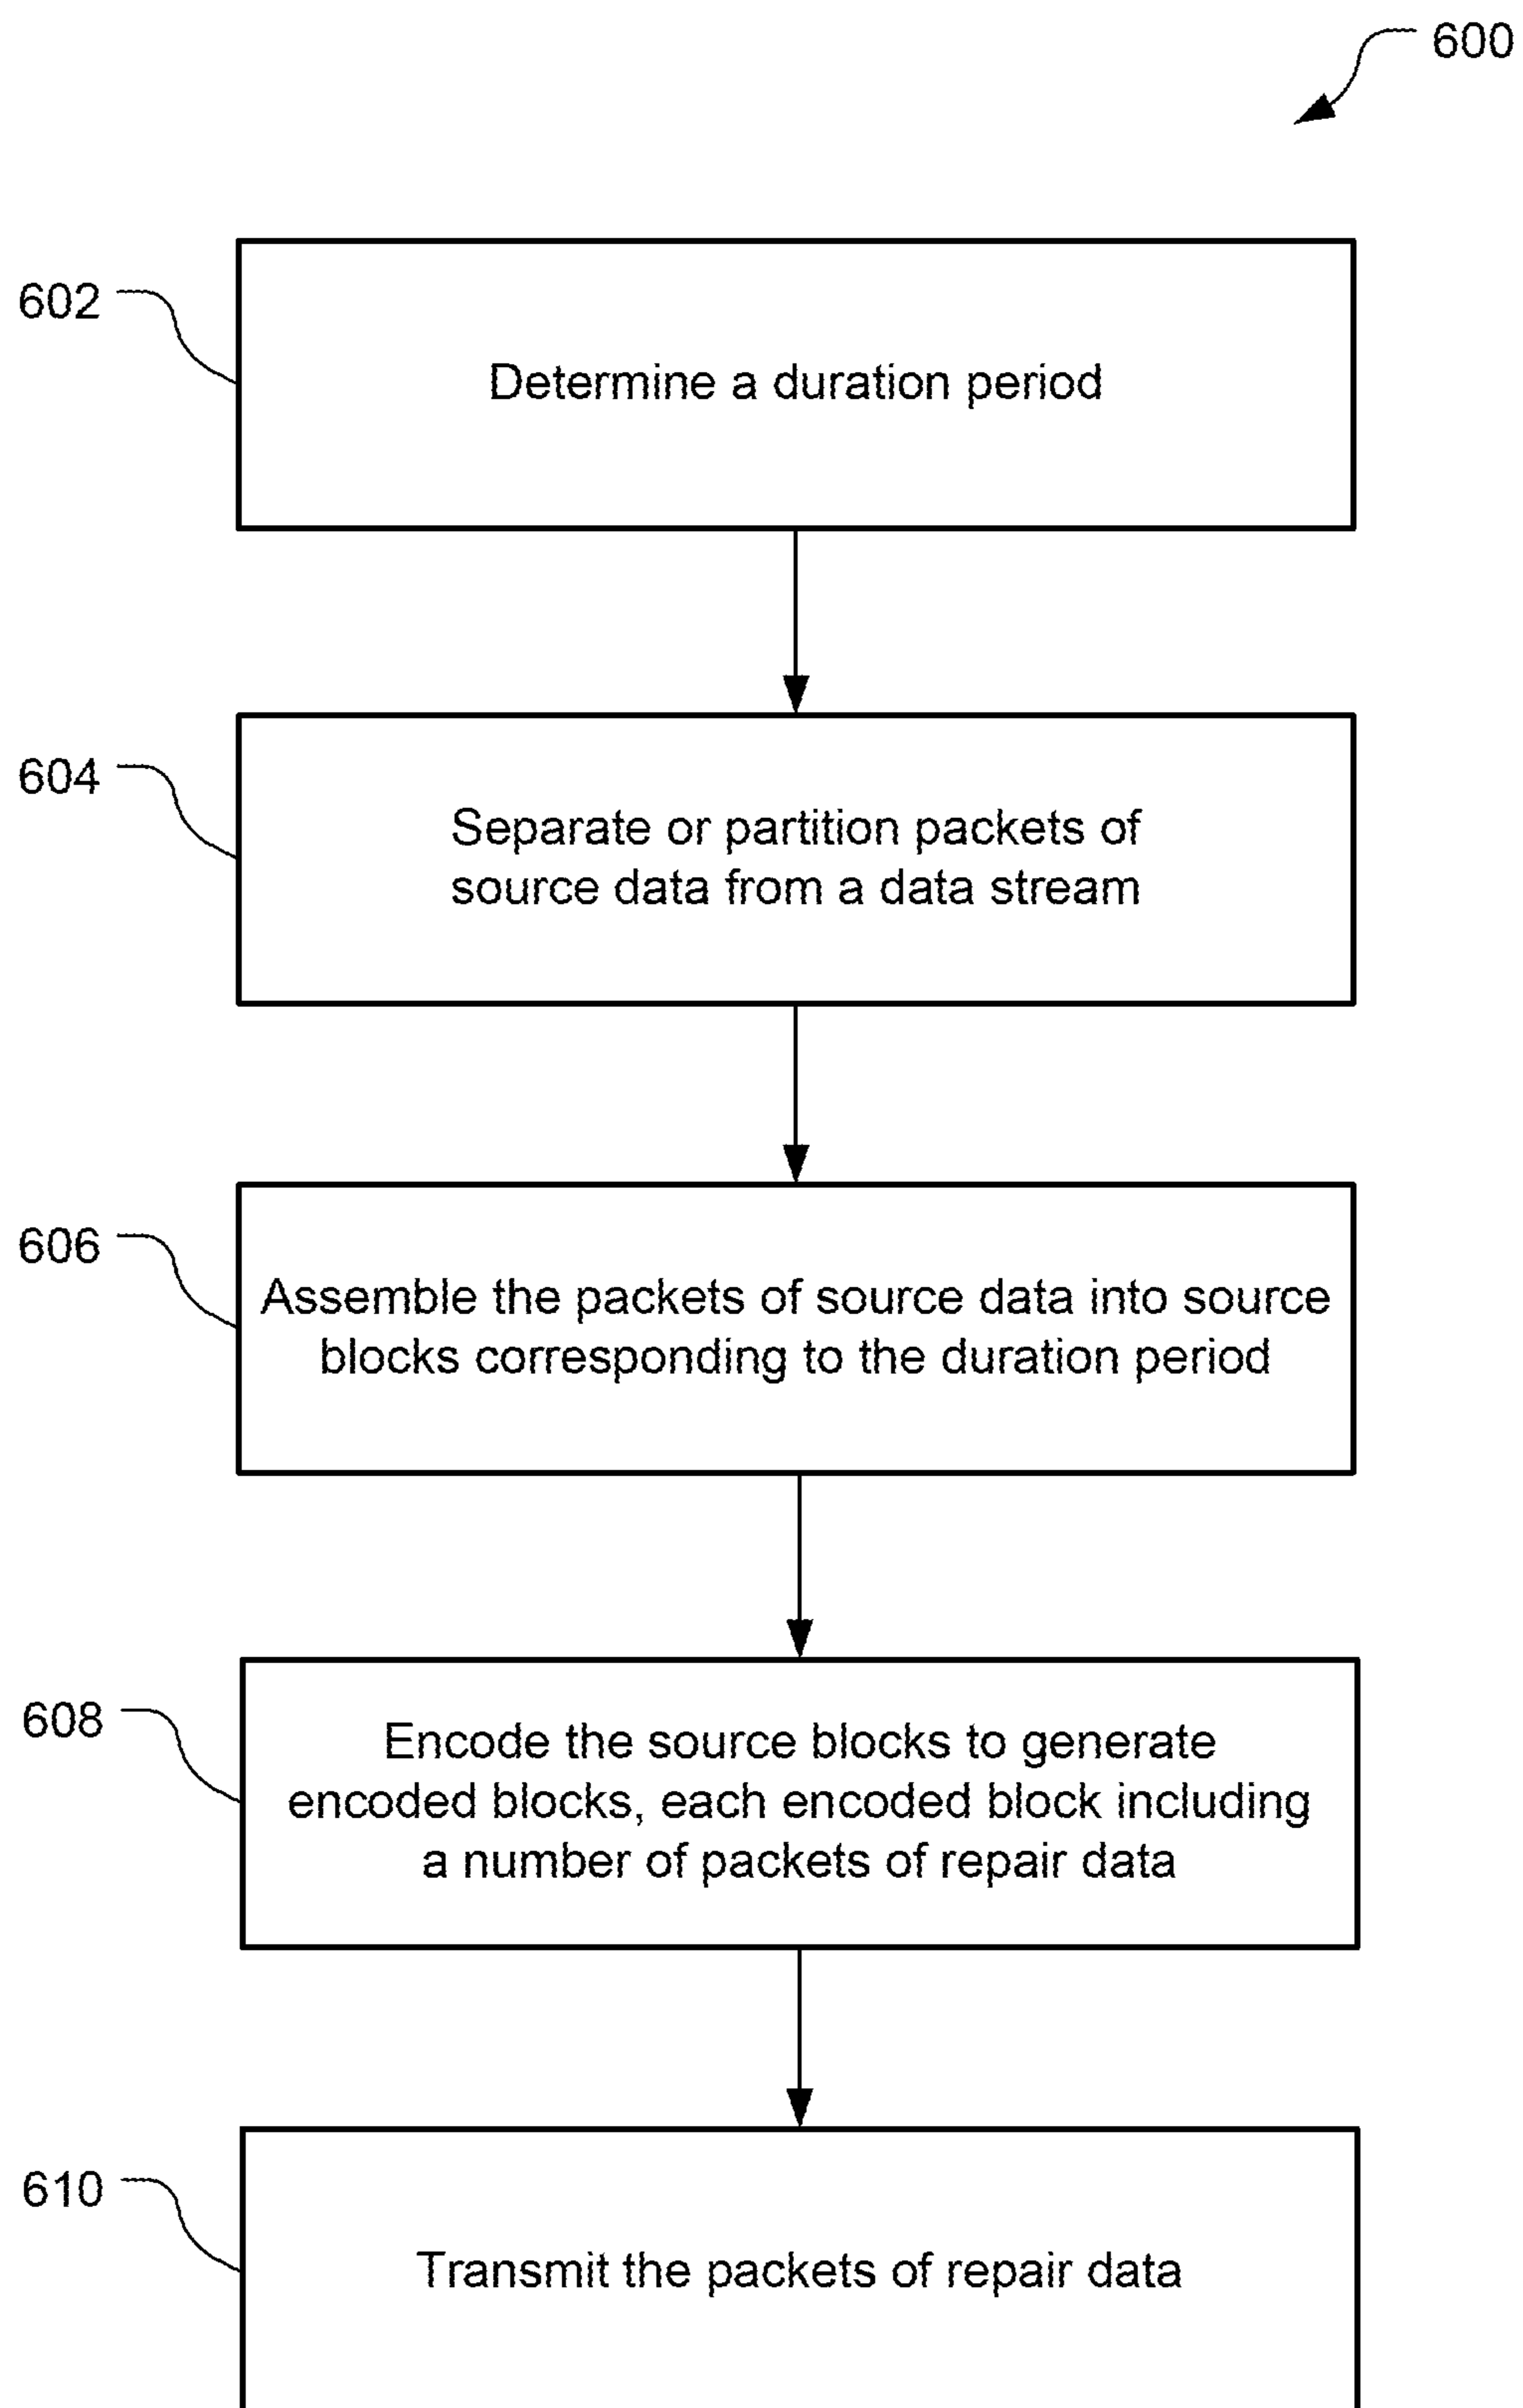 600
602
Determine a duration period
604
Separate or partition packets of
source data from a data stream
606
Assemble the packets of source data into source
blocks corresponding to the duration period
608
Encode the source blocks to generate
encoded blocks, each encoded block including
a number of packets of repair data
610
Transmit the packets of repair data